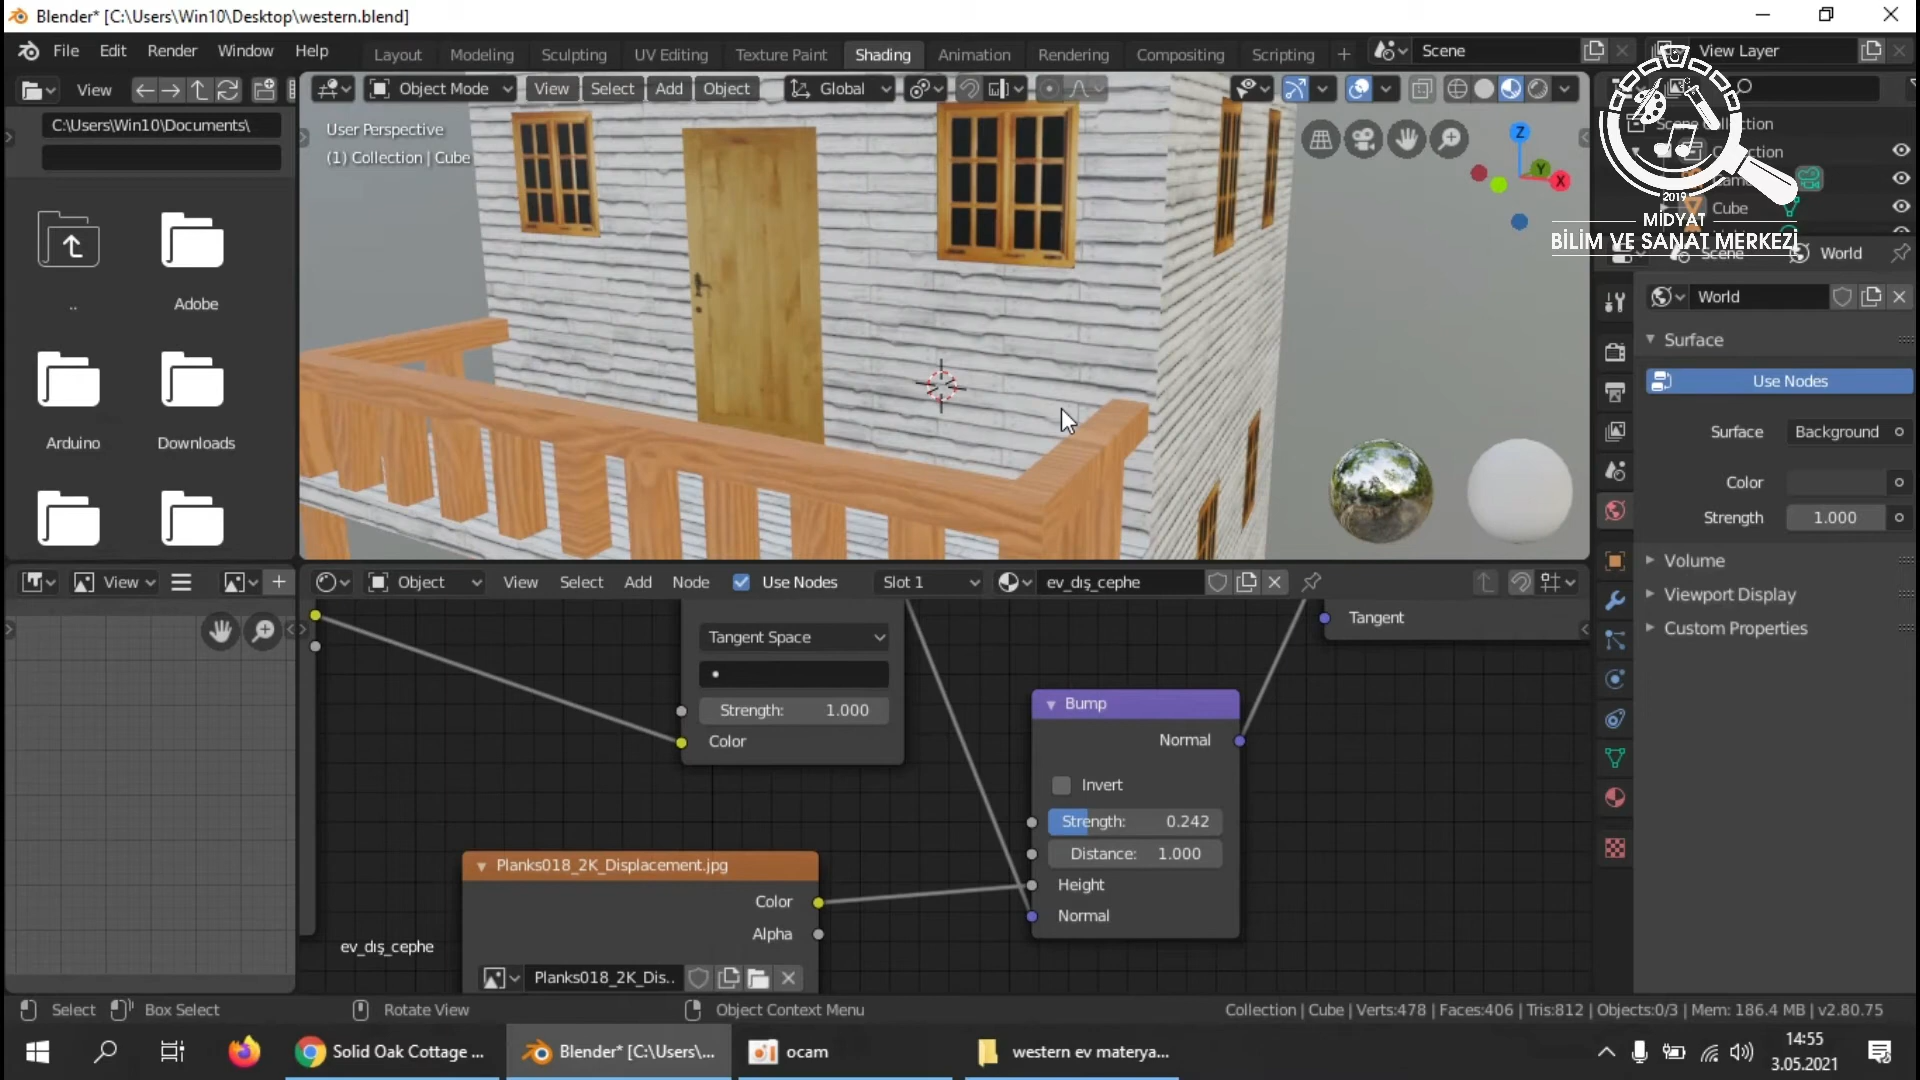 Blender* [C:\Users\Win10\Desktop\western.blend]
File Edit Render Window Help
Layout Modeling Sculpting UV Editing Texture Paint Shading Animation Rendering Compositing Scripting +
Scene
View Layer
View
Object Mode View Select Add Object Global
C:\Users\Win10\Documents\
User Perspective
(1) Collection | Cube
Z
Y
X
Scene Collection
Collection
Cube
2019
MİDYAT
BİLİM VE SANAT MERKEZİ
Scene World
World
Surface
Use Nodes
Surface Background
Color
Strength 1.000
Volume
Viewport Display
Custom Properties
..
Adobe
Arduino
Downloads
View
Object View Select Add Node Use Nodes Slot 1 ev_dış_cephe
Tangent Space
Strength: 1.000
Color
Tangent
Bump
Normal
Invert
Strength: 0.242
Distance: 1.000
Height
Normal
Planks018_2K_Displacement.jpg
Color
Alpha
Planks018_2K_Dis..
ev_dış_cephe
Select Box Select Rotate View Object Context Menu
Collection | Cube | Verts:478 | Faces:406 | Tris:812 | Objects:0/3 | Mem: 186.4 MB | v2.80.75
Solid Oak Cottage ...
Blender* [C:\Users\...
ocam
western ev materya...
14:55
3.05.2021